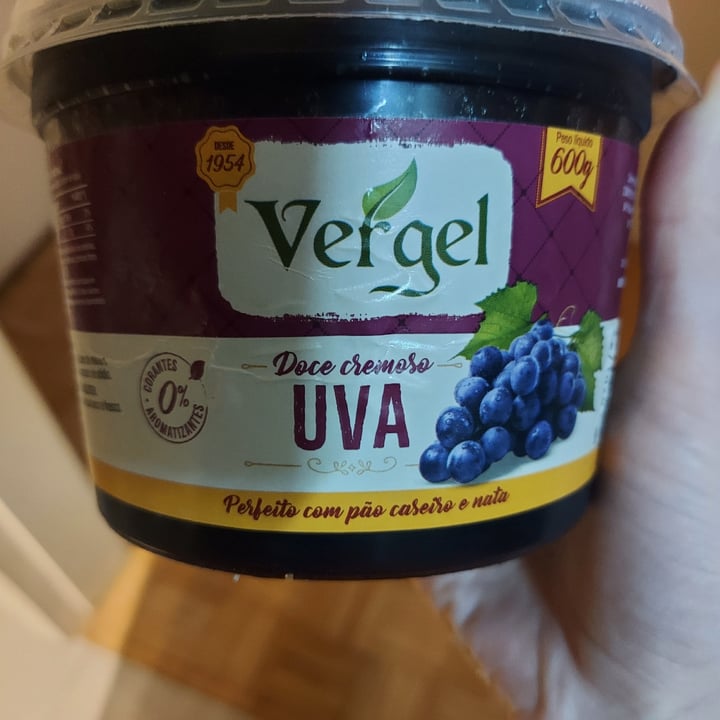 DESDE
1954
Peso líquido
600g
Vergel
Doce cremoso
UVA
CORANTES
0%
AROMATIZANTES
Perfeito com pão caseiro e nata